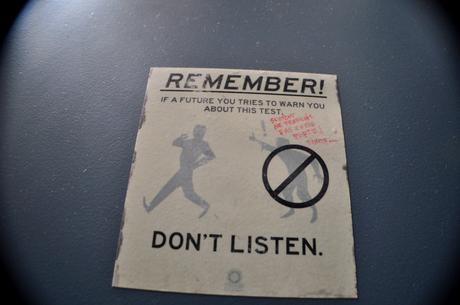 REMEMBER!
IF A FUTURE YOU TRIES TO WARN YOU
ABOUT THIS TEST,
DON'T LISTEN.